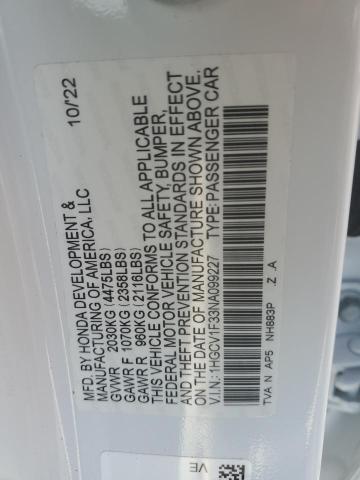 MFD. BY HONDA DEVELOPMENT & 10/22
MANUFACTURING OF AMERICA, LLC
GVWR 2030KG (4475LBS)
GAWR F 1070KG (2358LBS)
GAWR R 960KG (2116LBS)
THIS VEHICLE CONFORMS TO ALL APPLICABLE
FEDERAL MOTOR VEHICLE SAFETY, BUMPER,
AND THEFT PREVENTION STANDARDS IN EFFECT
ON THE DATE OF MANUFACTURE SHOWN ABOVE.
V.I.N.: 1HGCV1F33NA099227 TYPE: PASSENGER CAR
TVA N AP5 NH883P .Z .A
VE